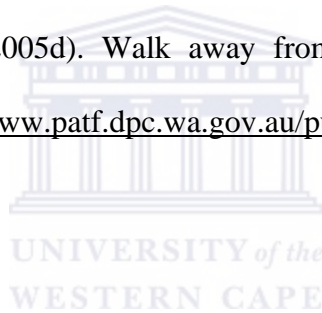 2005d). Walk away from
www.patf.dpc.wa.gov.au/p
UNIVERSITY of the
WESTERN CAPE